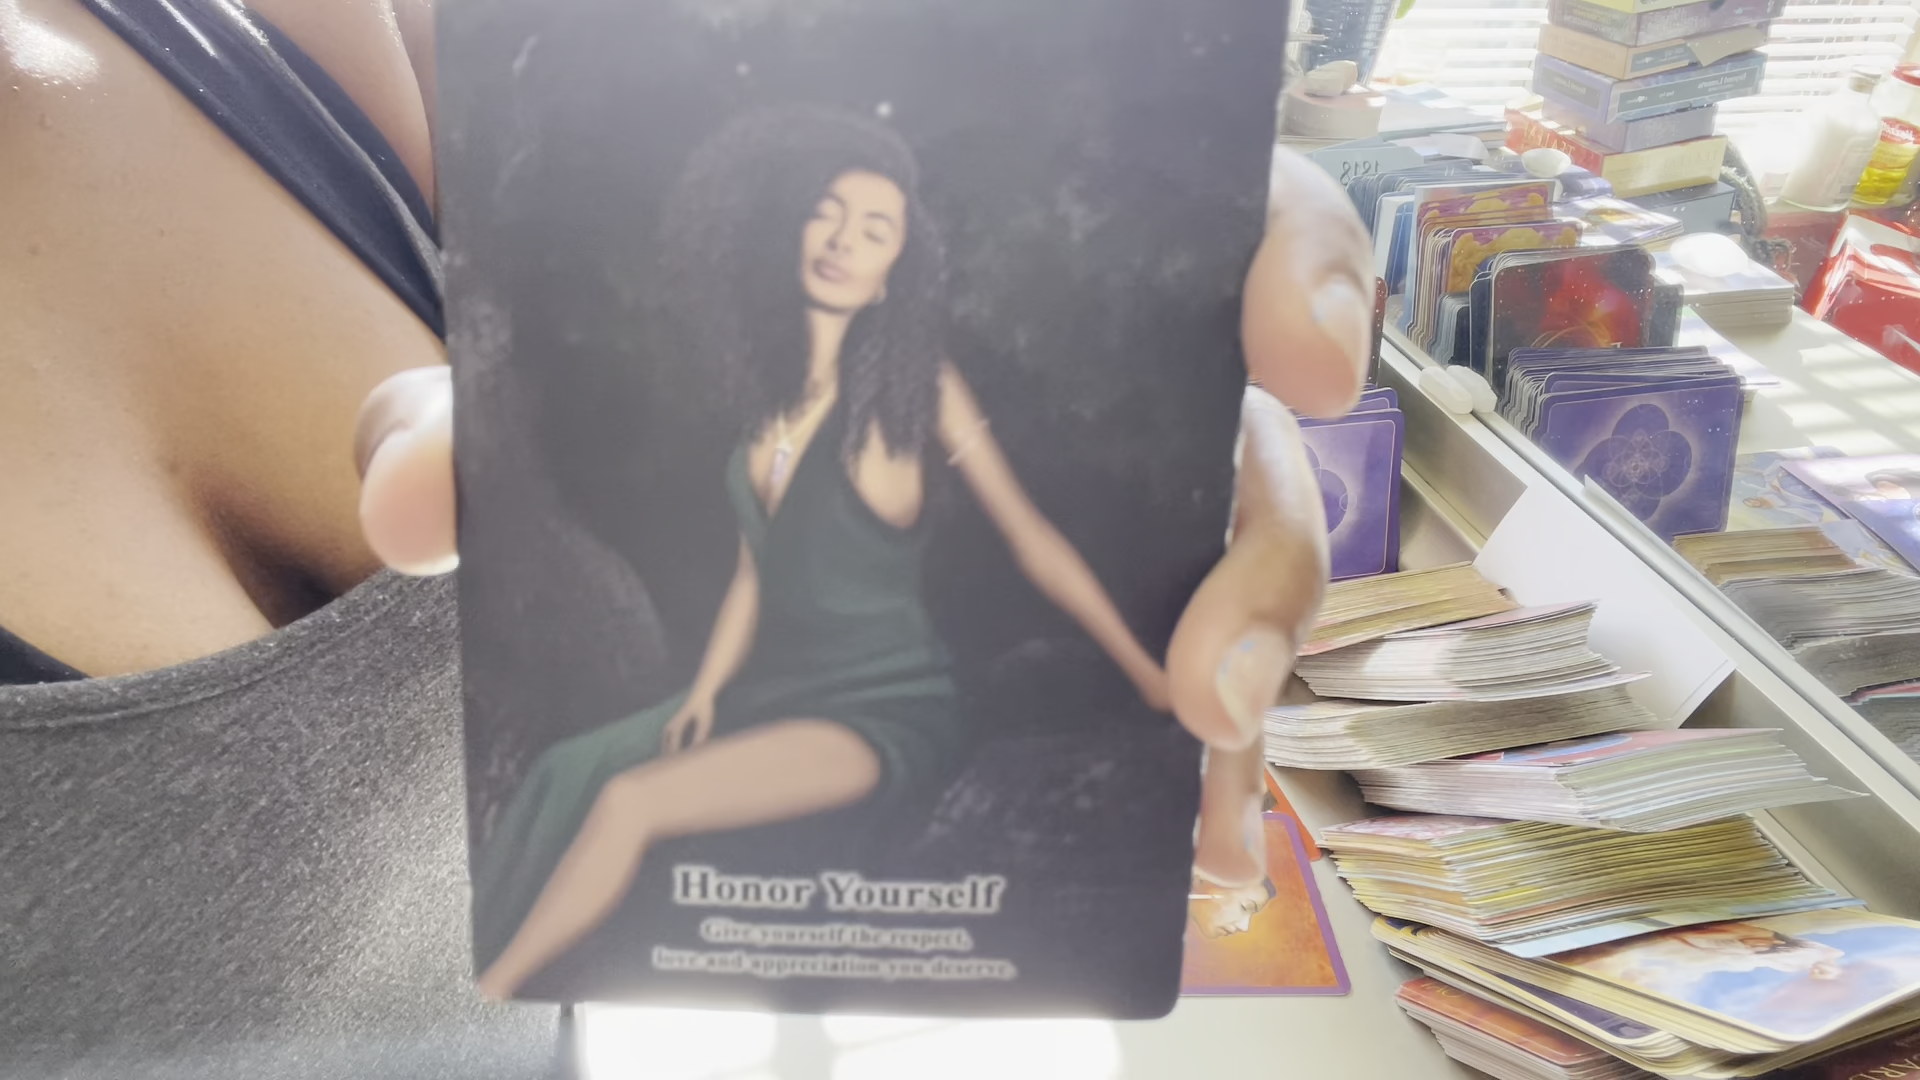 Honor Yourself
Give yourself the respect,
love and appreciation you deserve.